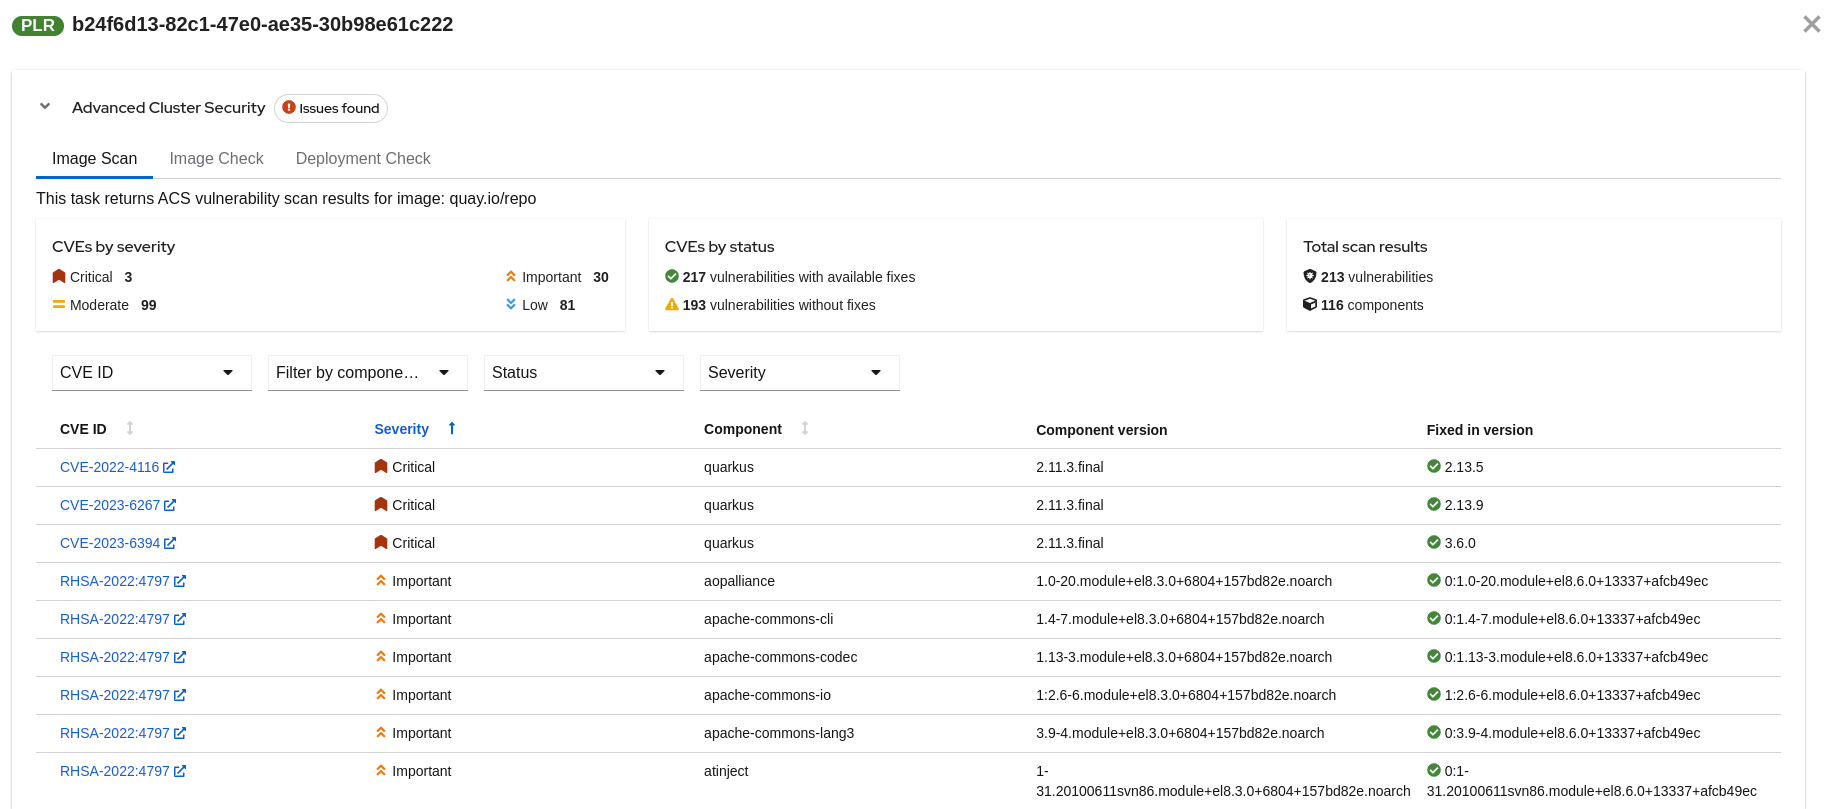 PLR b24f6d13-82c1-47e0-ae35-30b98e61c222
Advanced Cluster Security Issues found
Image Scan Image Check Deployment Check
This task returns ACS vulnerability scan results for image: quay.io/repo
CVEs by severity
Critical 3 Important 30
Moderate 99 Low 81
CVEs by status
217 vulnerabilities with available fixes
193 vulnerabilities without fixes
Total scan results
213 vulnerabilities
116 components
CVE ID Filter by compone… Status Severity
CVE ID Severity Component Component version Fixed in version
CVE-2022-4116 Critical quarkus 2.11.3.final 2.13.5
CVE-2023-6267 Critical quarkus 2.11.3.final 2.13.9
CVE-2023-6394 Critical quarkus 2.11.3.final 3.6.0
RHSA-2022:4797 Important aopalliance 1.0-20.module+el8.3.0+6804+157bd82e.noarch 0:1.0-20.module+el8.6.0+13337+afcb49ec
RHSA-2022:4797 Important apache-commons-cli 1.4-7.module+el8.3.0+6804+157bd82e.noarch 0:1.4-7.module+el8.6.0+13337+afcb49ec
RHSA-2022:4797 Important apache-commons-codec 1.13-3.module+el8.3.0+6804+157bd82e.noarch 0:1.13-3.module+el8.6.0+13337+afcb49ec
RHSA-2022:4797 Important apache-commons-io 1:2.6-6.module+el8.3.0+6804+157bd82e.noarch 1:2.6-6.module+el8.6.0+13337+afcb49ec
RHSA-2022:4797 Important apache-commons-lang3 3.9-4.module+el8.3.0+6804+157bd82e.noarch 0:3.9-4.module+el8.6.0+13337+afcb49ec
RHSA-2022:4797 Important atinject 1- 0:1-
31.20100611svn86.module+el8.3.0+6804+157bd82e.noarch 31.20100611svn86.module+el8.6.0+13337+afcb49ec